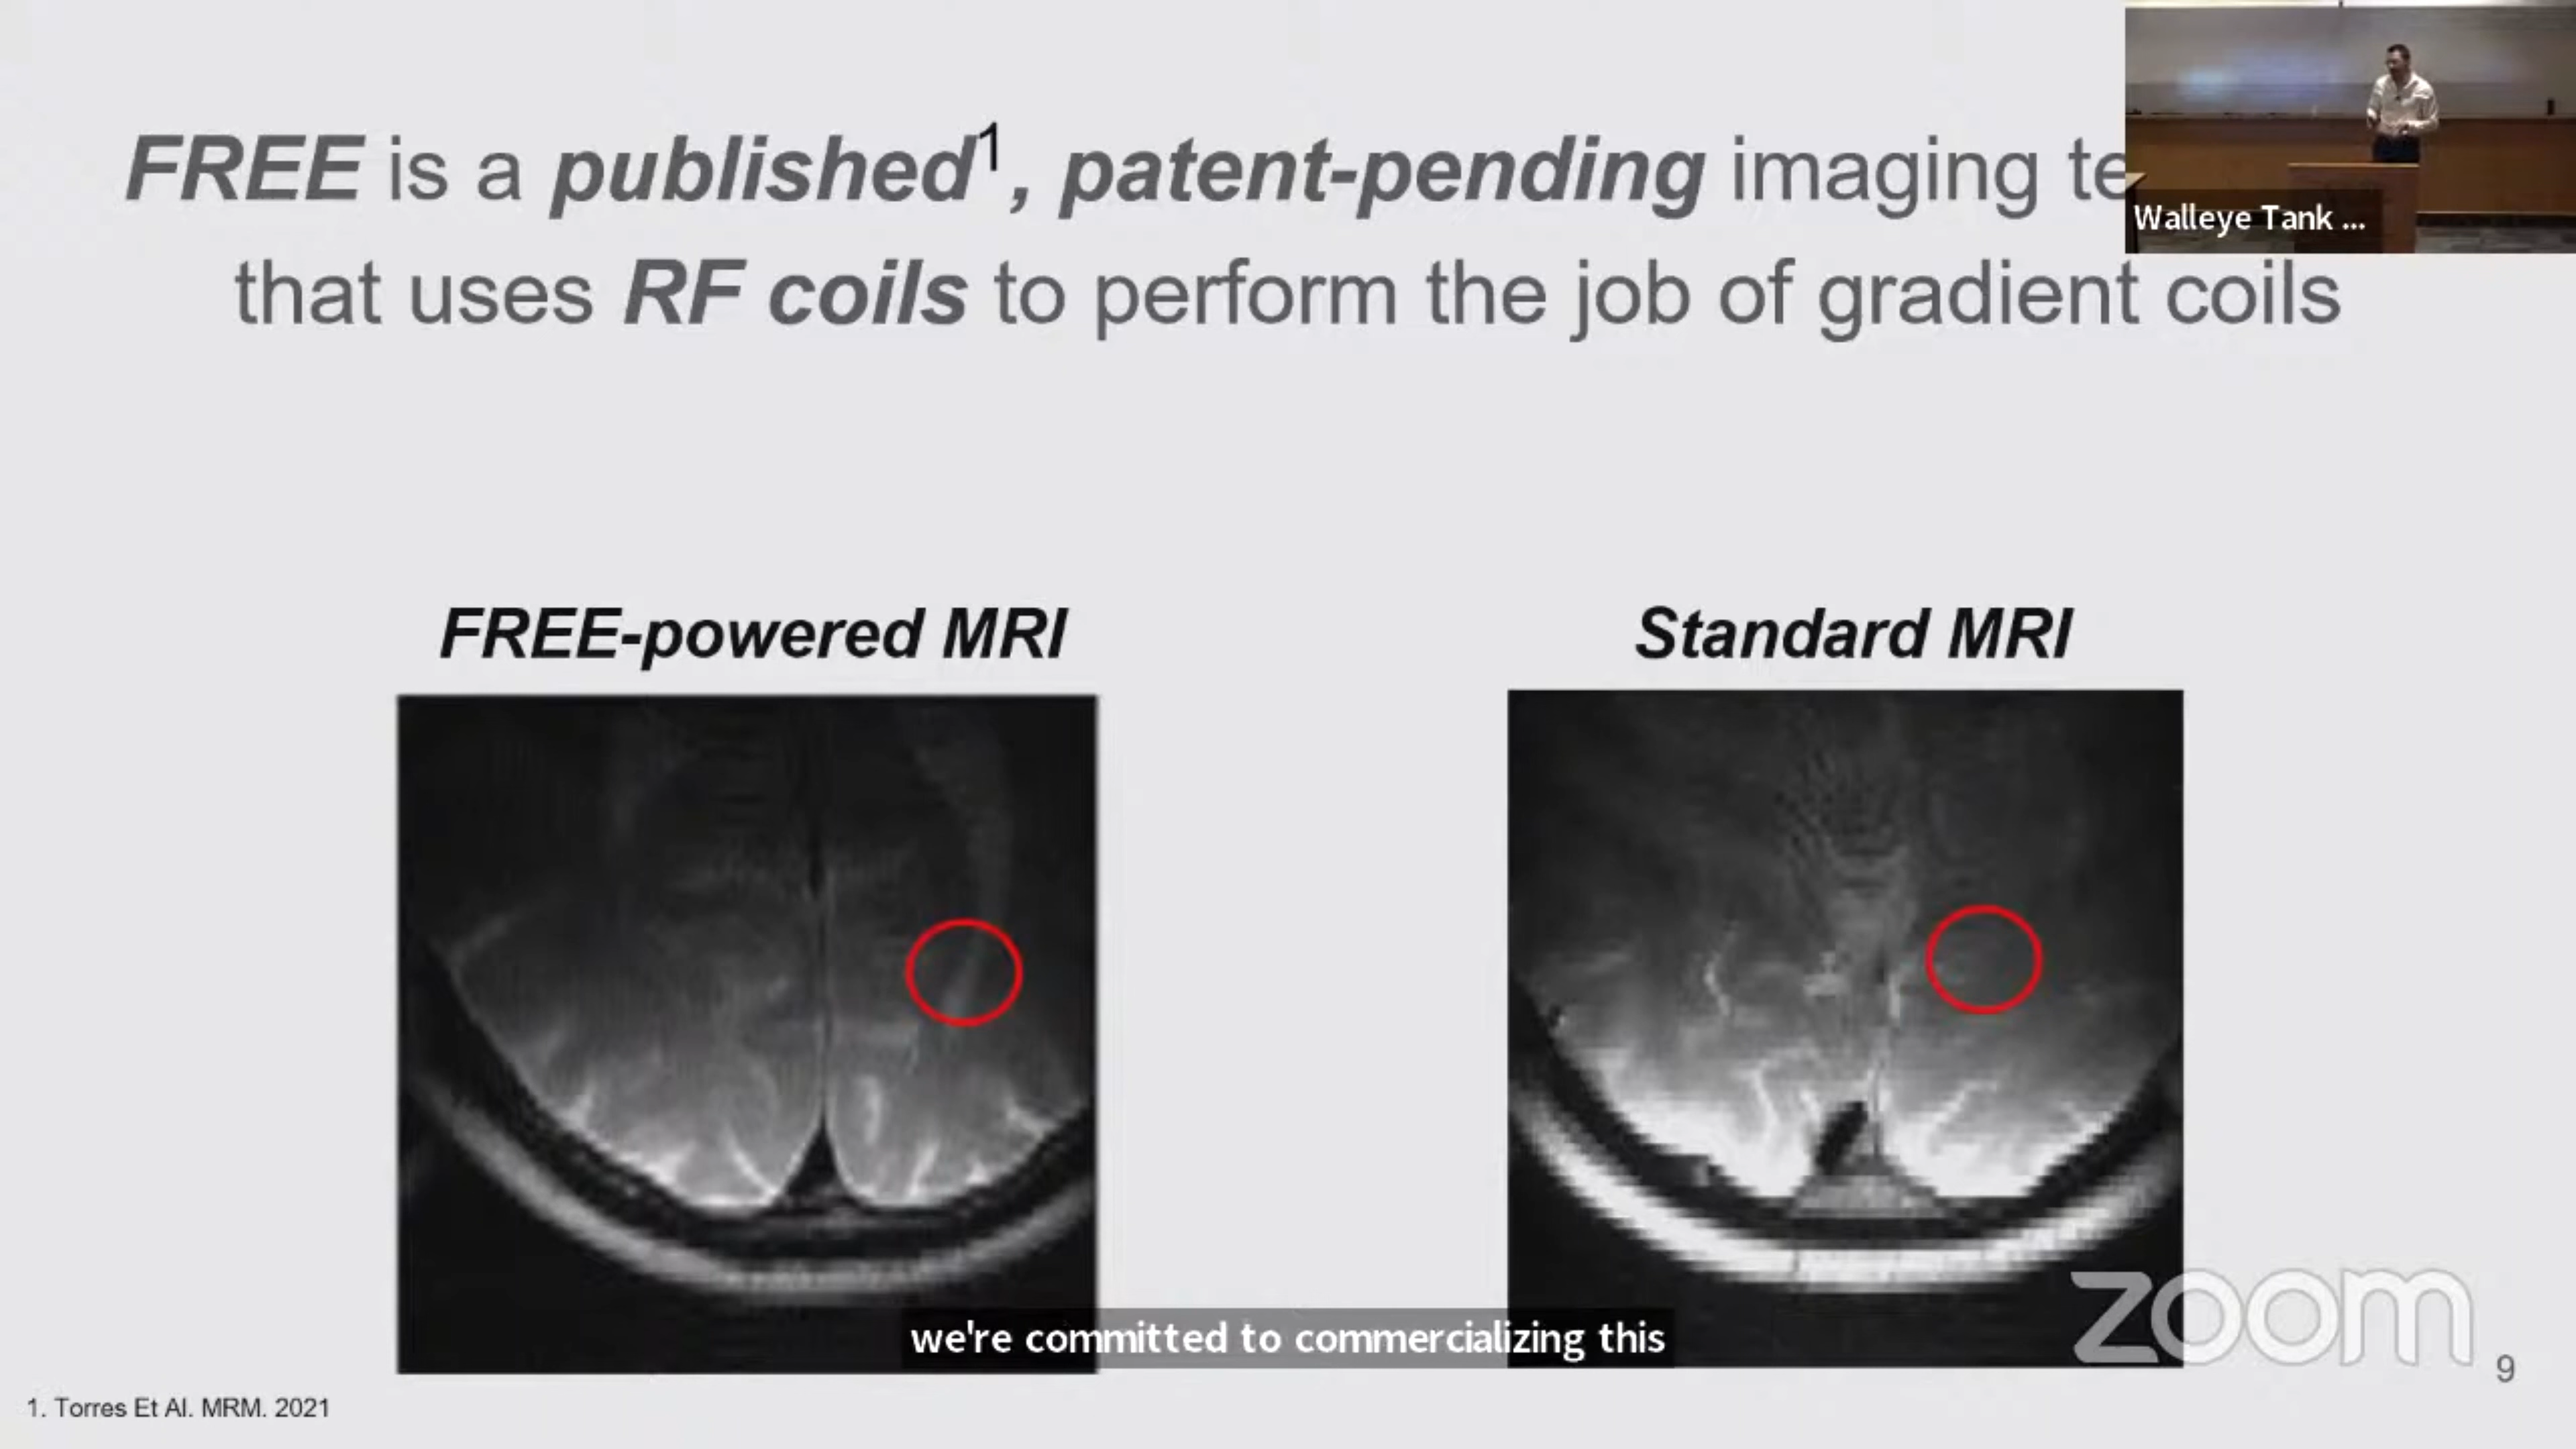 FREE is a published1, patent-pending imaging te
that uses RF coils to perform the job of gradient coils
Walleye Tank ...
FREE-powered MRI
Standard MRI
we're committed to commercializing this
zoom
9
1. Torres Et Al. MRM. 2021